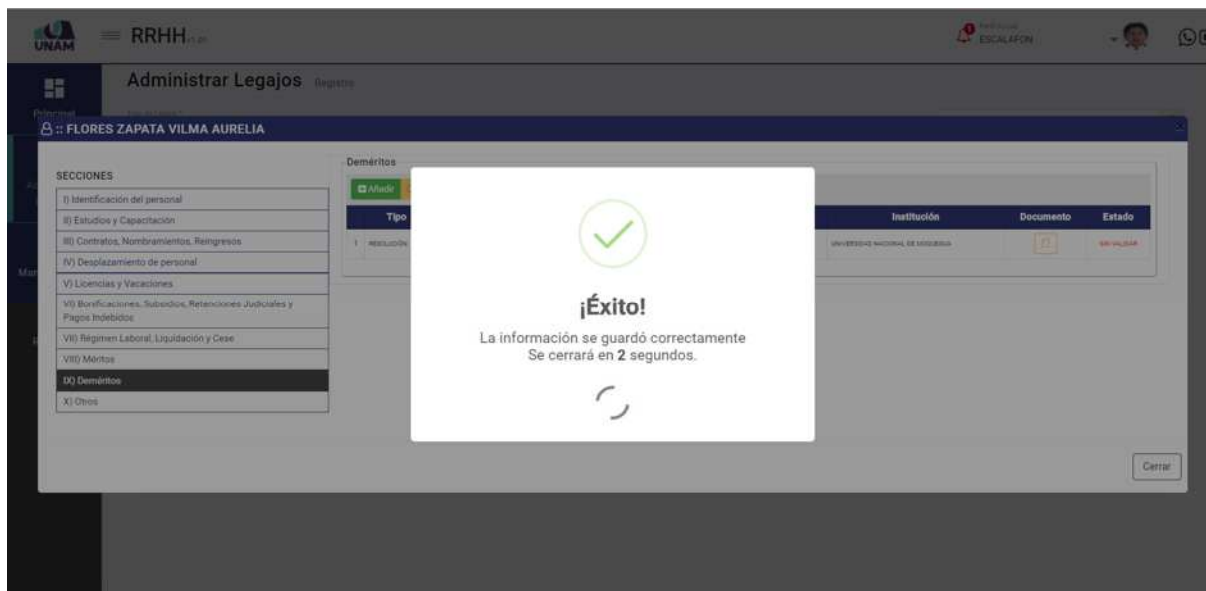 UNAM
RRHH
ESCALAFON
Administrar Legajos Registro
Principal
:: FLORES ZAPATA VILMA AURELIA
SECCIONES
I) Identificación del personal
II) Estudios y Capacitación
III) Contratos, Nombramientos, Reingresos
IV) Desplazamiento de personal
V) Licencias y Vacaciones
VI) Bonificaciones, Subsidios, Retenciones Judiciales y
Pagos Indebidos
VII) Régimen Laboral, Liquidación y Cese
VIII) Méritos
IX) Deméritos
X) Otros
Deméritos
Añadir
Tipo Institución Documento Estado
1 RESOLUCIÓN UNIVERSIDAD NACIONAL DE MOQUEGUA SIN VALIDAR
¡Éxito!
La información se guardó correctamente
Se cerrará en 2 segundos.
Cerrar